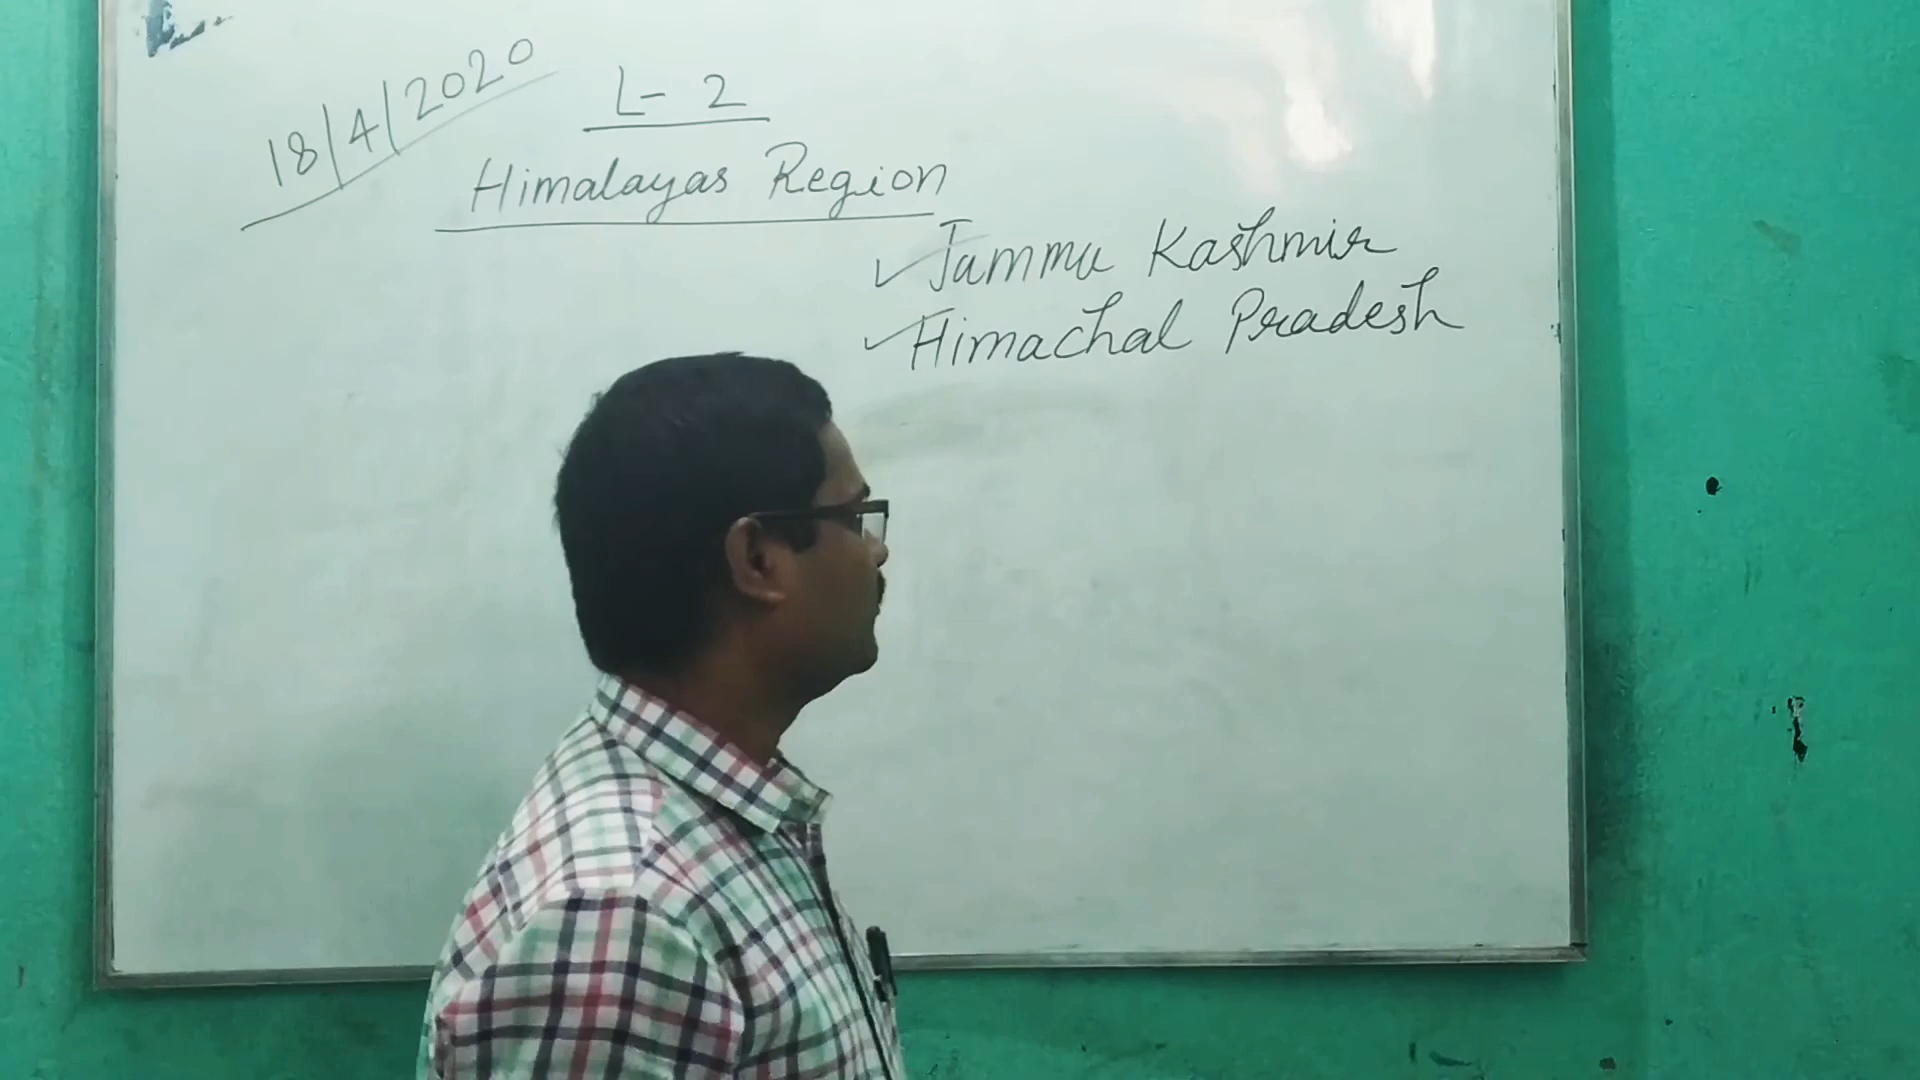 18/4/2020
L- 2
Himalayas Region
Jammu Kashmir
Himachal Pradesh